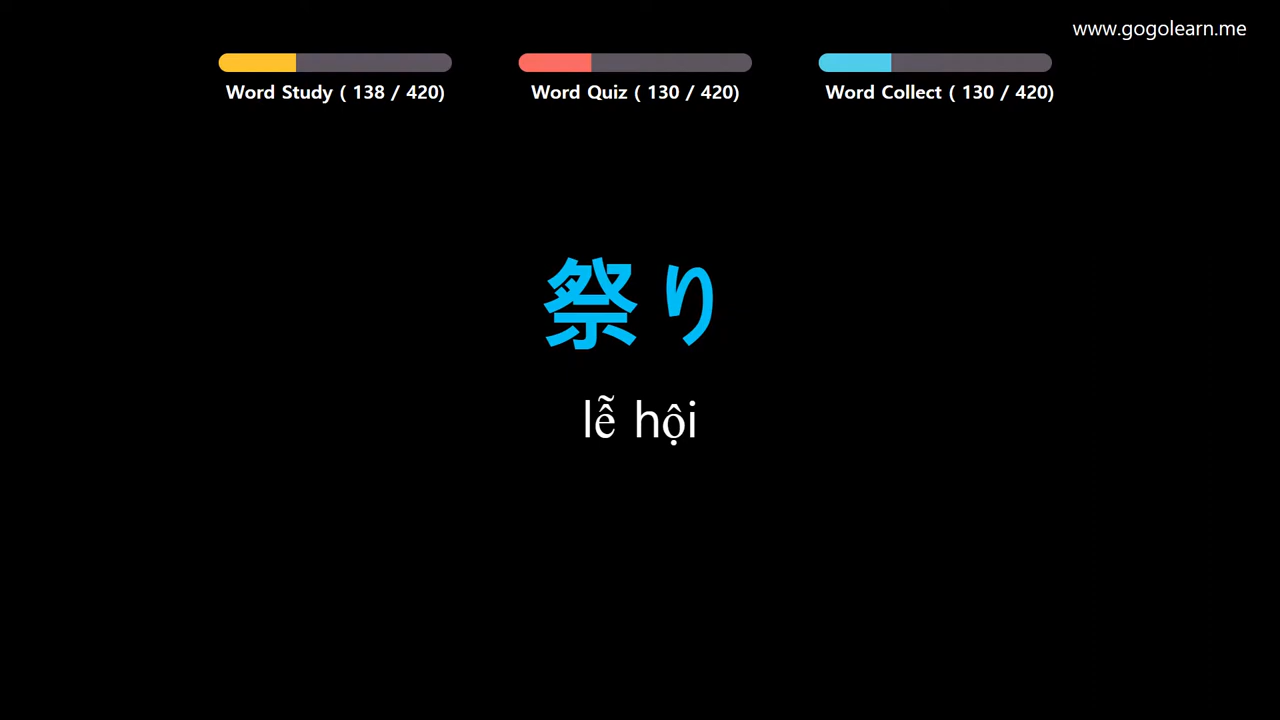 www.gogolearn.me
Word Study ( 138 / 420)
Word Quiz ( 130 / 420)
Word Collect ( 130 / 420)
祭り
lễ hội